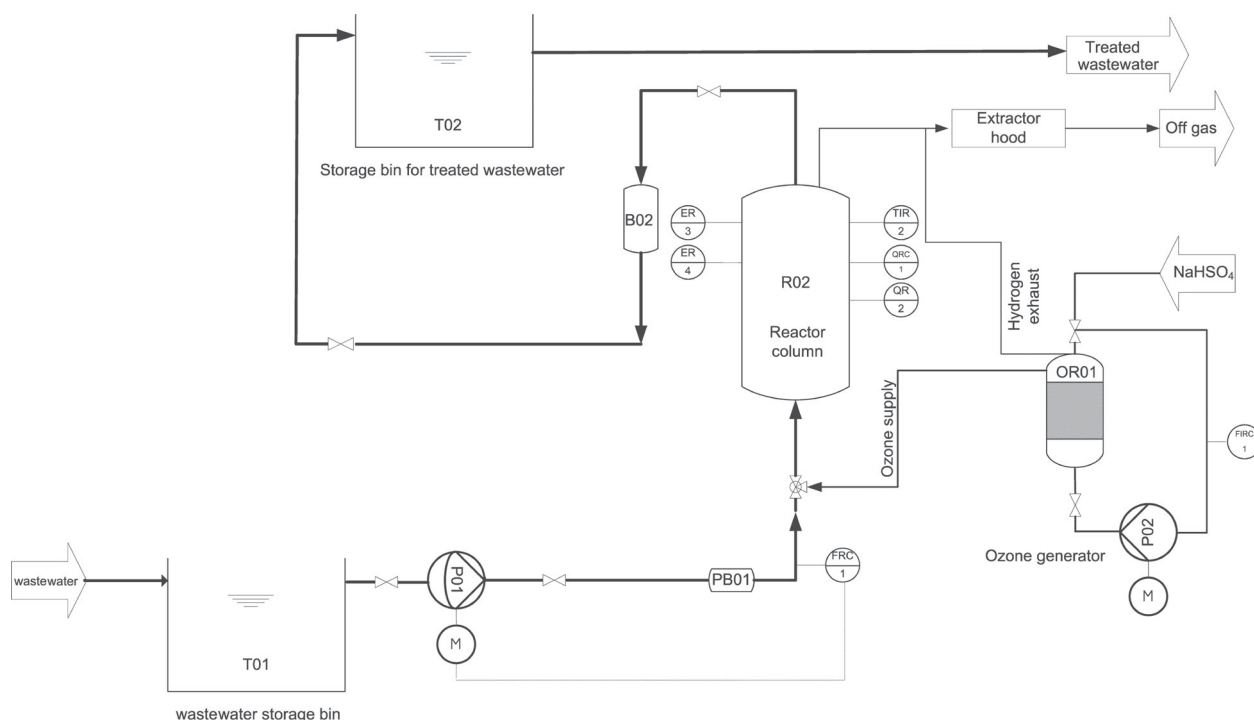 Treated
wastewater
T02
Storage bin for treated wastewater
Extractor
hood
Off gas
B02
ER
3
ER
4
TIR
2
QRC
1
QR
2
R02
Reactor
column
Hydrogen
exhaust
NaHSO₄
OR01
Ozone supply
FIRC
1
P02
Ozone generator
M
wastewater
P01
PB01
FRC
1
M
T01
wastewater storage bin